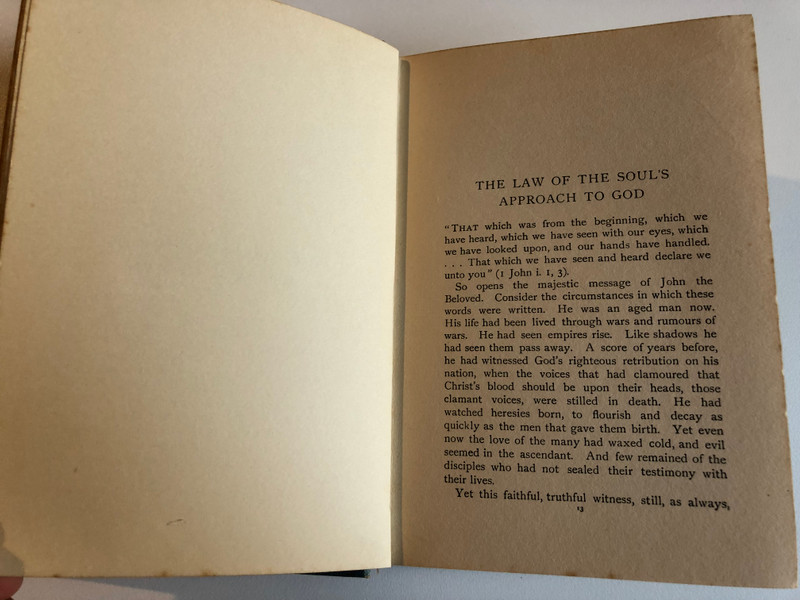 THE LAW OF THE SOUL'S
APPROACH TO GOD
"THAT which was from the beginning, which we
have heard, which we have seen with our eyes, which
we have looked upon, and our hands have handled.
. . . That which we have seen and heard declare we
unto you" (1 John i. 1, 3).
So opens the majestic message of John the
Beloved. Consider the circumstances in which these
words were written. He was an aged man now.
His life had been lived through wars and rumours of
wars. He had seen empires rise. Like shadows he
had seen them pass away. A score of years before,
he had witnessed God's righteous retribution on his
nation, when the voices that had clamoured that
Christ's blood should be upon their heads, those
clamant voices, were stilled in death. He had
watched heresies born, to flourish and decay as
quickly as the men that gave them birth. Yet even
now the love of the many had waxed cold, and evil
seemed in the ascendant. And few remained of the
disciples who had not sealed their testimony with
their lives.
Yet this faithful, truthful witness, still, as always,
13